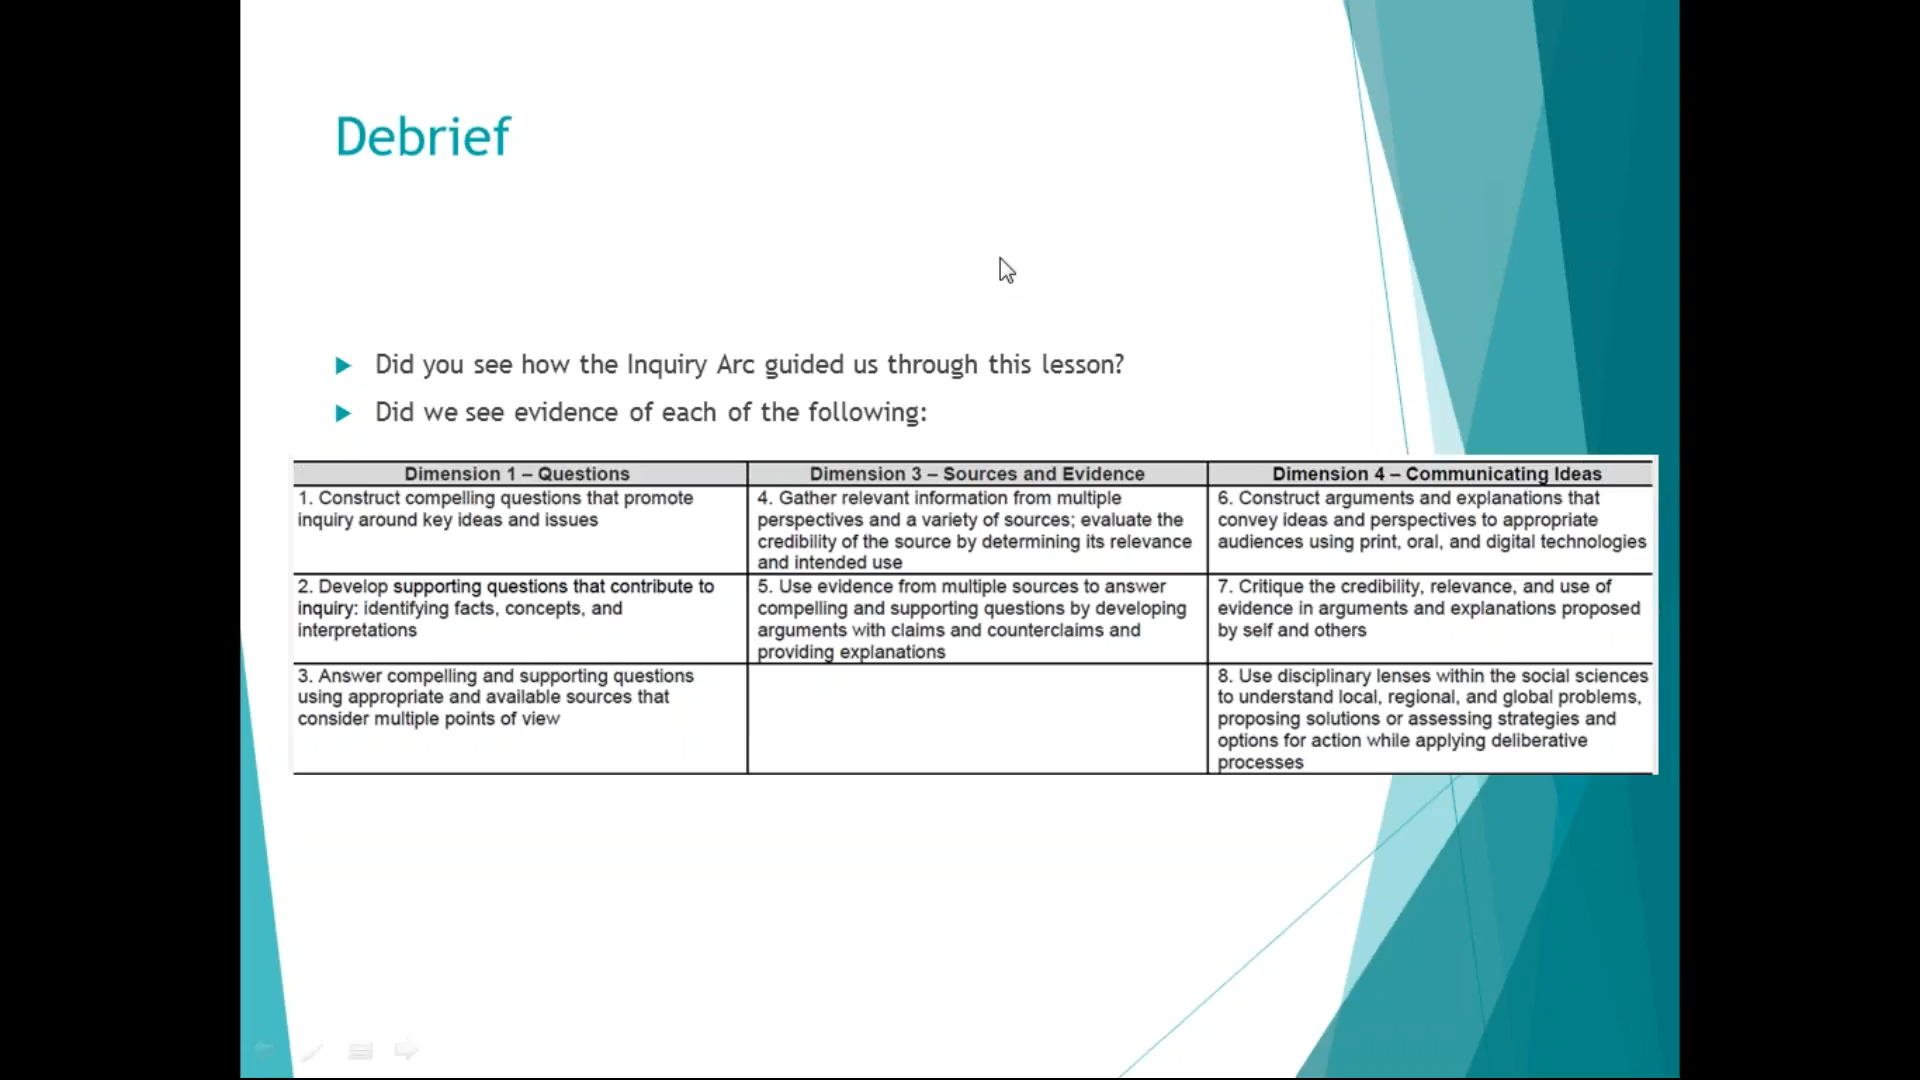 Debrief
Did you see how the Inquiry Arc guided us through this lesson?
Did we see evidence of each of the following:
Dimension 1 – Questions
Dimension 3 – Sources and Evidence
Dimension 4 – Communicating Ideas
1. Construct compelling questions that promote
inquiry around key ideas and issues
4. Gather relevant information from multiple
perspectives and a variety of sources; evaluate the
credibility of the source by determining its relevance
and intended use
6. Construct arguments and explanations that
convey ideas and perspectives to appropriate
audiences using print, oral, and digital technologies
2. Develop supporting questions that contribute to
inquiry: identifying facts, concepts, and
interpretations
5. Use evidence from multiple sources to answer
compelling and supporting questions by developing
arguments with claims and counterclaims and
providing explanations
7. Critique the credibility, relevance, and use of
evidence in arguments and explanations proposed
by self and others
3. Answer compelling and supporting questions
using appropriate and available sources that
consider multiple points of view
8. Use disciplinary lenses within the social sciences
to understand local, regional, and global problems,
proposing solutions or assessing strategies and
options for action while applying deliberative
processes